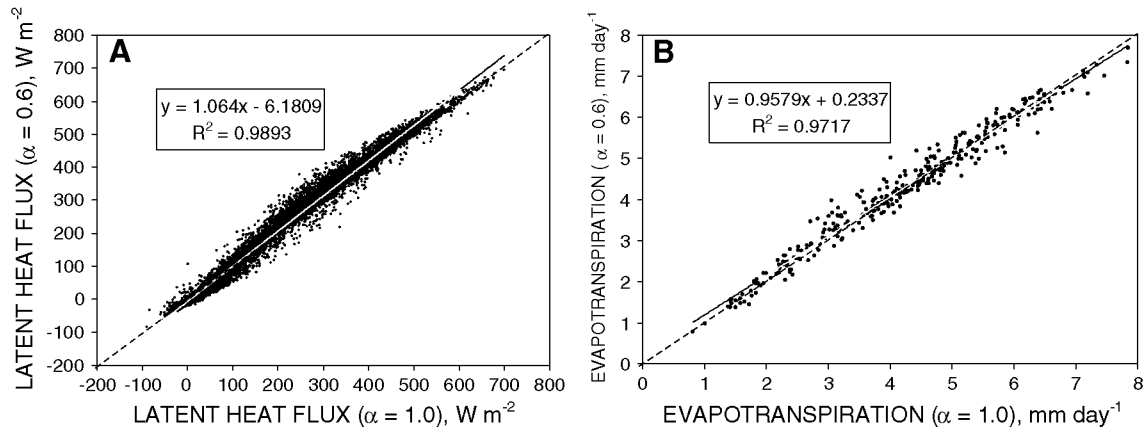 A
800
700
600
500
400
300
200
100
0
-100
-200
-200 -100 0 100 200 300 400 500 600 700 800
LATENT HEAT FLUX (α = 0.6), W m-2
LATENT HEAT FLUX (α = 1.0), W m-2
y = 1.064x - 6.1809
R2 = 0.9893
B
8
7
6
5
4
3
2
1
0
0 1 2 3 4 5 6 7 8
EVAPOTRANSPIRATION ( α = 0.6), mm day-1
EVAPOTRANSPIRATION (α = 1.0), mm day-1
y = 0.9579x + 0.2337
R2 = 0.9717